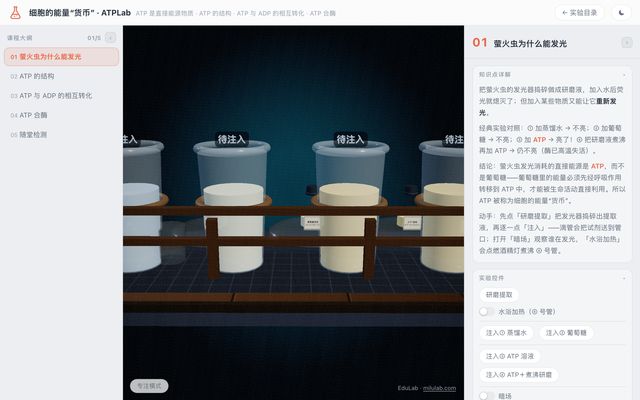 细胞的能量“货币” · ATPLab
ATP 是直接能源物质 · ATP 的结构 · ATP 与 ADP 的相互转化 · ATP 合酶
← 实验目录
课程大纲
01/5
01 萤火虫为什么能发光
02 ATP 的结构
03 ATP 与 ADP 的相互转化
04 ATP 合酶
05 随堂检测
主入
待注入
待注入
待注
专注模式
EduLab · milulab.com
01 萤火虫为什么能发光
知识点详解
把萤火虫的发光器捣碎做成研磨液，加入水后荧
光就熄灭了；但加入某些物质又能让它重新发
光。
经典实验对照：① 加蒸馏水 → 不亮；② 加葡萄
糖 → 不亮；③ 加 ATP → 亮了！④ 把研磨液煮沸
再加 ATP → 仍不亮（酶已高温失活）。
结论：萤火虫发光消耗的直接能源是 ATP，而不
是葡萄糖——葡萄糖里的能量必须先经呼吸作用
转移到 ATP 中，才能被生命活动直接利用。所以
ATP 被称为细胞的能量“货币”。
动手：先点「研磨提取」把发光器捣碎出提取
液，再逐一点「注入」——滴管会把试剂送到管
口；打开「暗场」观察谁在发光，「水浴加热」
会点燃酒精灯煮沸 ④ 号管。
实验控件
研磨提取
水浴加热（④ 号管）
注入① 蒸馏水
注入② 葡萄糖
注入③ ATP 溶液
注入④ ATP＋煮沸研磨
暗场